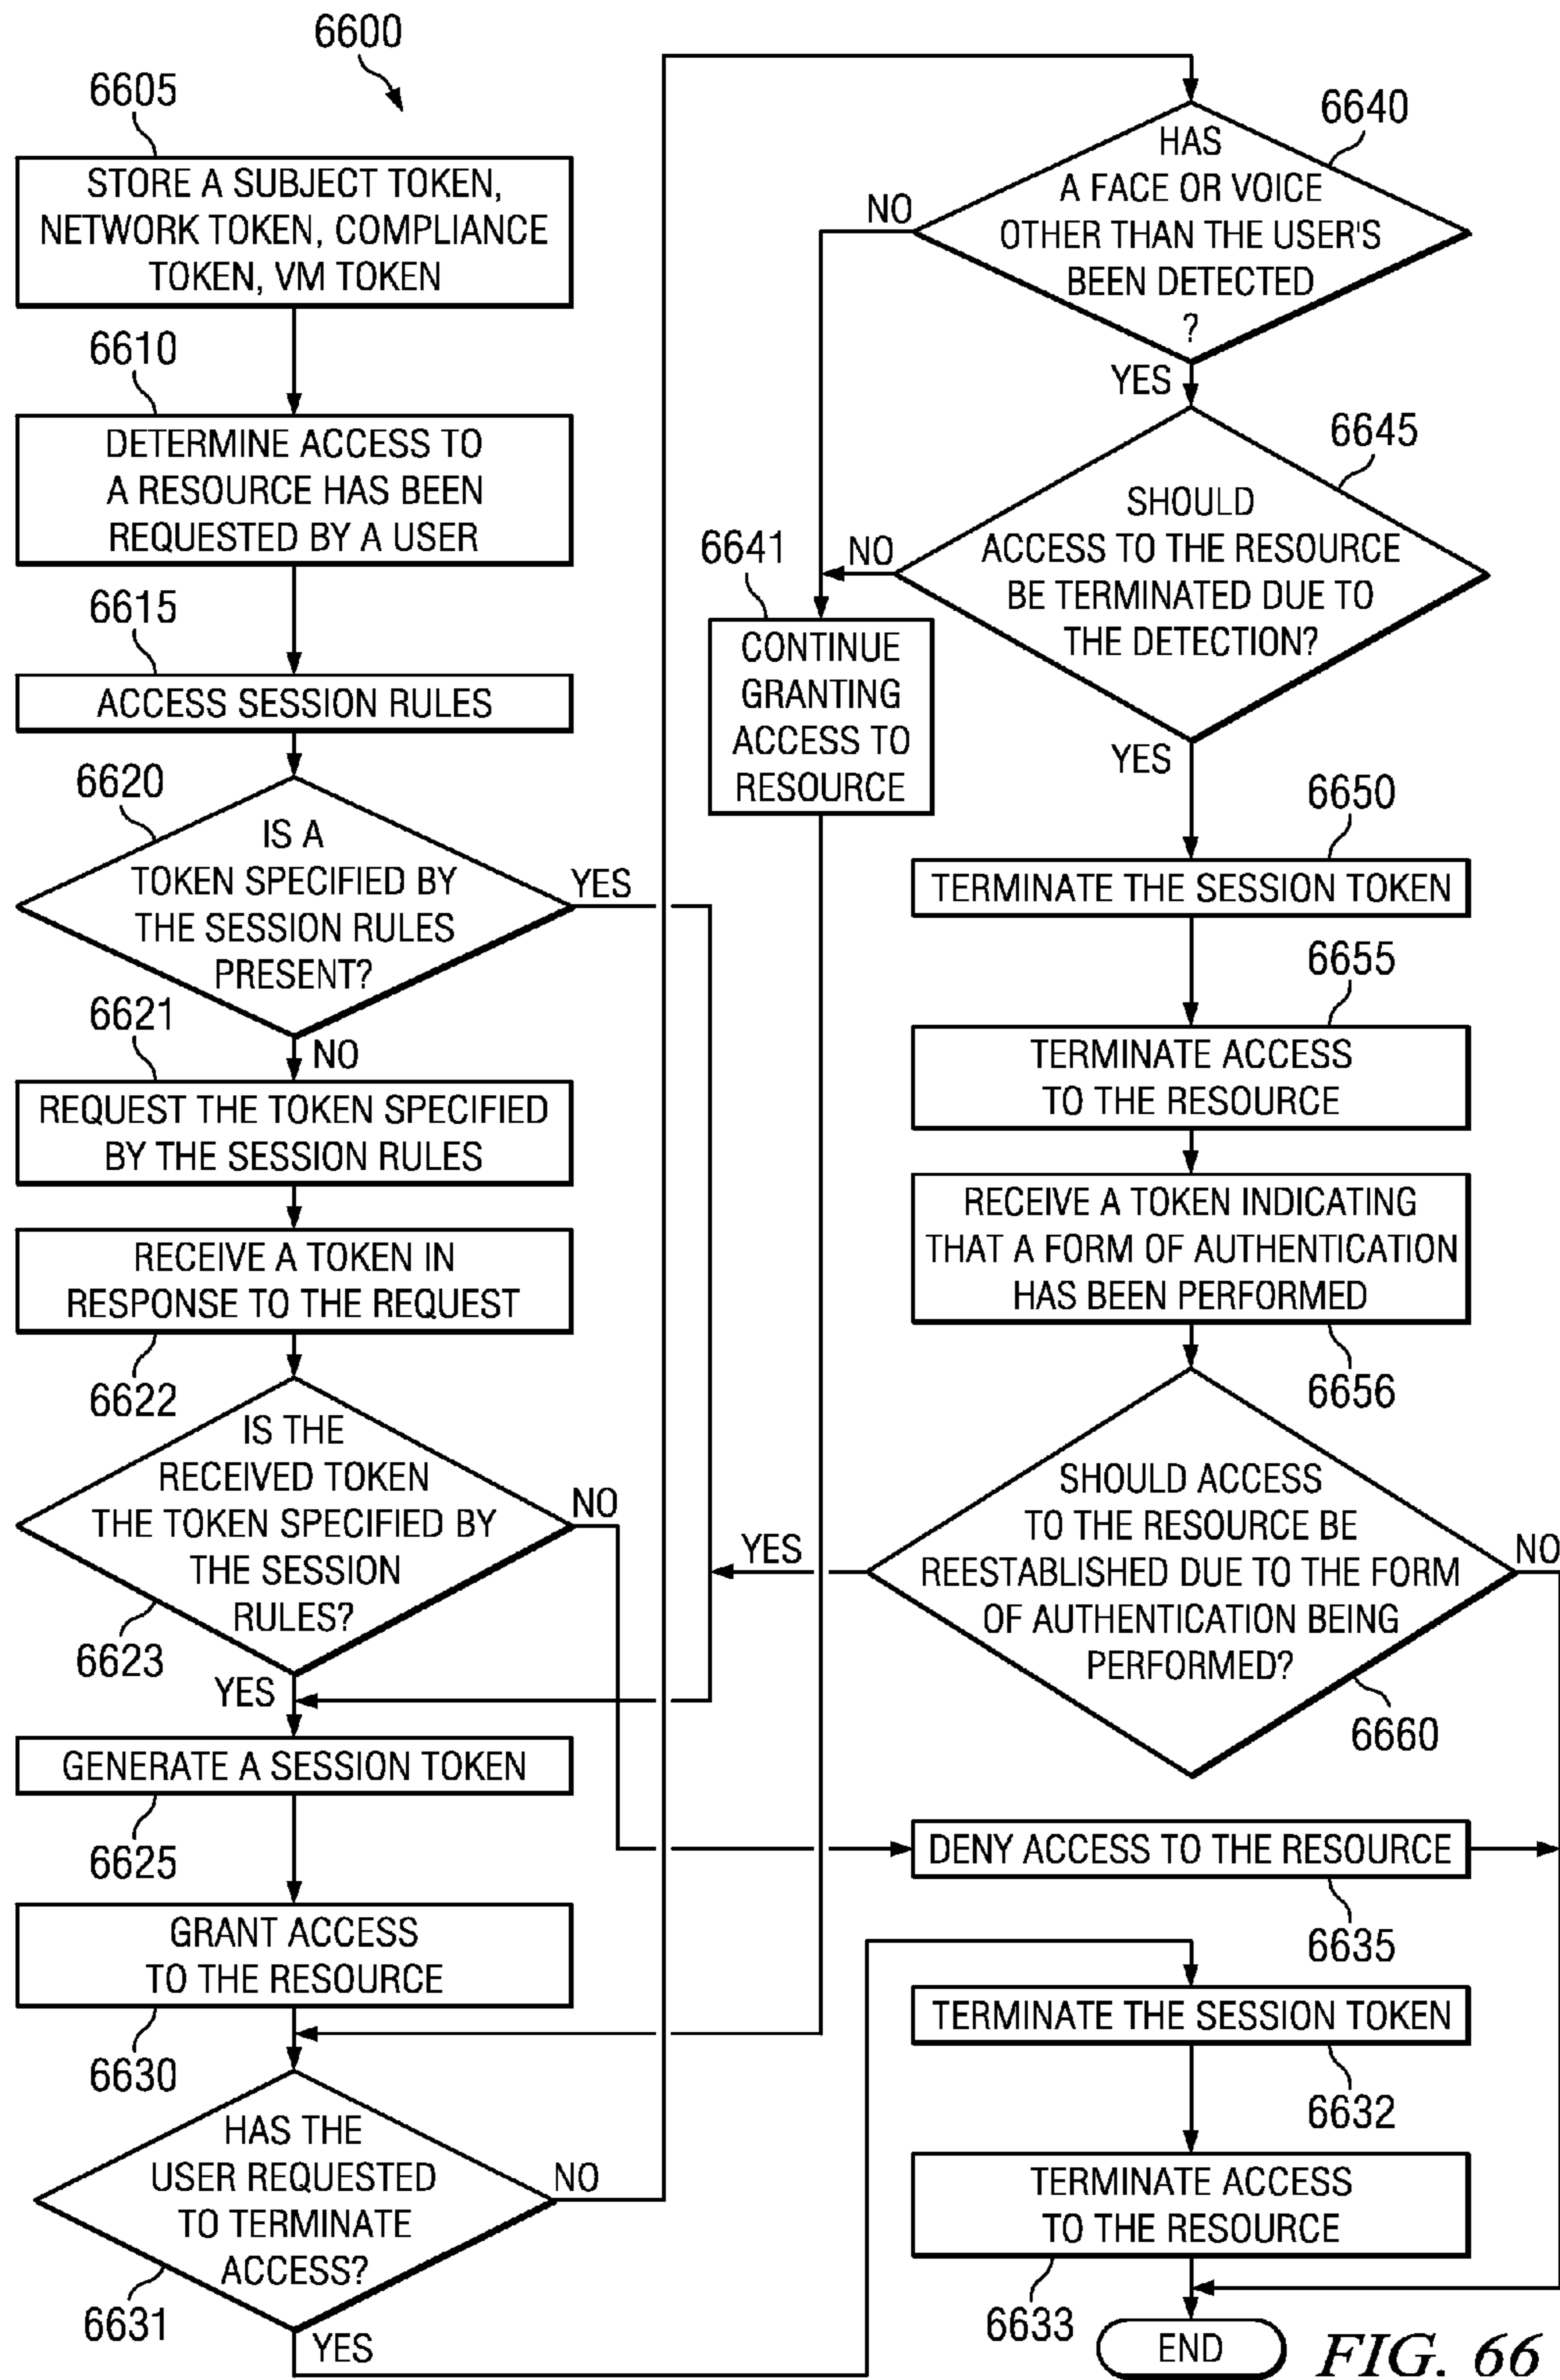 6600
6605
STORE A SUBJECT TOKEN,
NETWORK TOKEN, COMPLIANCE
TOKEN, VM TOKEN
6610
DETERMINE ACCESS TO
A RESOURCE HAS BEEN
REQUESTED BY A USER
6615
ACCESS SESSION RULES
6620
IS A
TOKEN SPECIFIED BY
THE SESSION RULES
PRESENT?
YES
NO
6621
REQUEST THE TOKEN SPECIFIED
BY THE SESSION RULES
RECEIVE A TOKEN IN
RESPONSE TO THE REQUEST
6622
IS THE
RECEIVED TOKEN
THE TOKEN SPECIFIED BY
THE SESSION
RULES?
NO
6623
YES
GENERATE A SESSION TOKEN
6625
GRANT ACCESS
TO THE RESOURCE
6630
HAS THE
USER REQUESTED
TO TERMINATE
ACCESS?
NO
6631
YES
6640
HAS
A FACE OR VOICE
OTHER THAN THE USER'S
BEEN DETECTED
?
NO
YES
6645
SHOULD
ACCESS TO THE RESOURCE
BE TERMINATED DUE TO
THE DETECTION?
NO
YES
6641
CONTINUE
GRANTING
ACCESS TO
RESOURCE
6650
TERMINATE THE SESSION TOKEN
6655
TERMINATE ACCESS
TO THE RESOURCE
RECEIVE A TOKEN INDICATING
THAT A FORM OF AUTHENTICATION
HAS BEEN PERFORMED
6656
SHOULD ACCESS
TO THE RESOURCE BE
REESTABLISHED DUE TO THE FORM
OF AUTHENTICATION BEING
PERFORMED?
YES
NO
6660
DENY ACCESS TO THE RESOURCE
6635
TERMINATE THE SESSION TOKEN
6632
TERMINATE ACCESS
TO THE RESOURCE
6633
END
FIG. 66